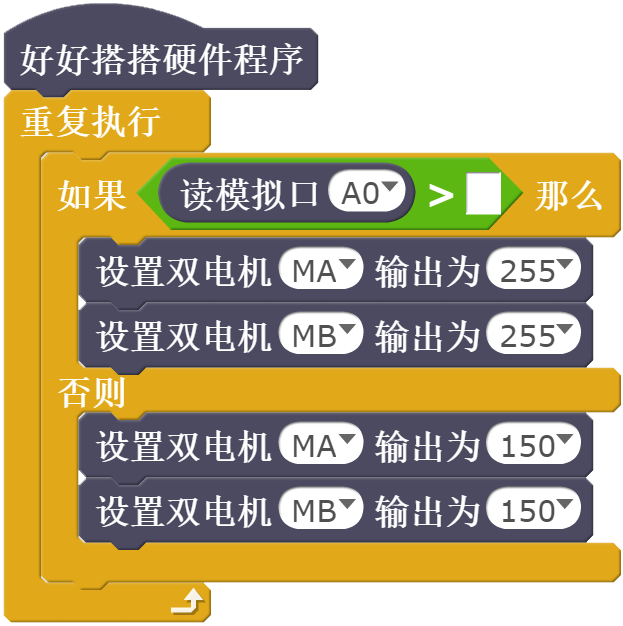 好好搭搭硬件程序
重复执行
如果 读模拟口 A0 > 那么
设置双电机 MA 输出为 255
设置双电机 MB 输出为 255
否则
设置双电机 MA 输出为 150
设置双电机 MB 输出为 150